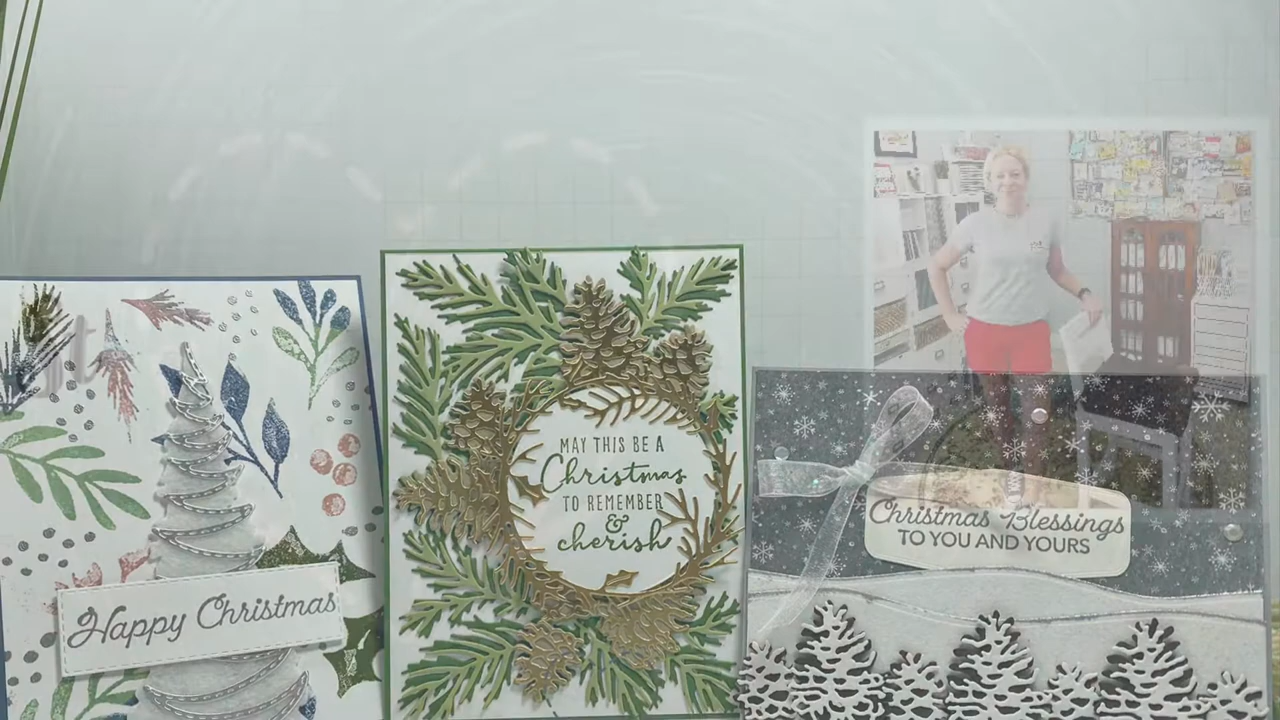 Happy Christmas
MAY THIS BE A
Christmas
TO REMEMBER
&
cherish
Christmas Blessings
TO YOU AND YOURS